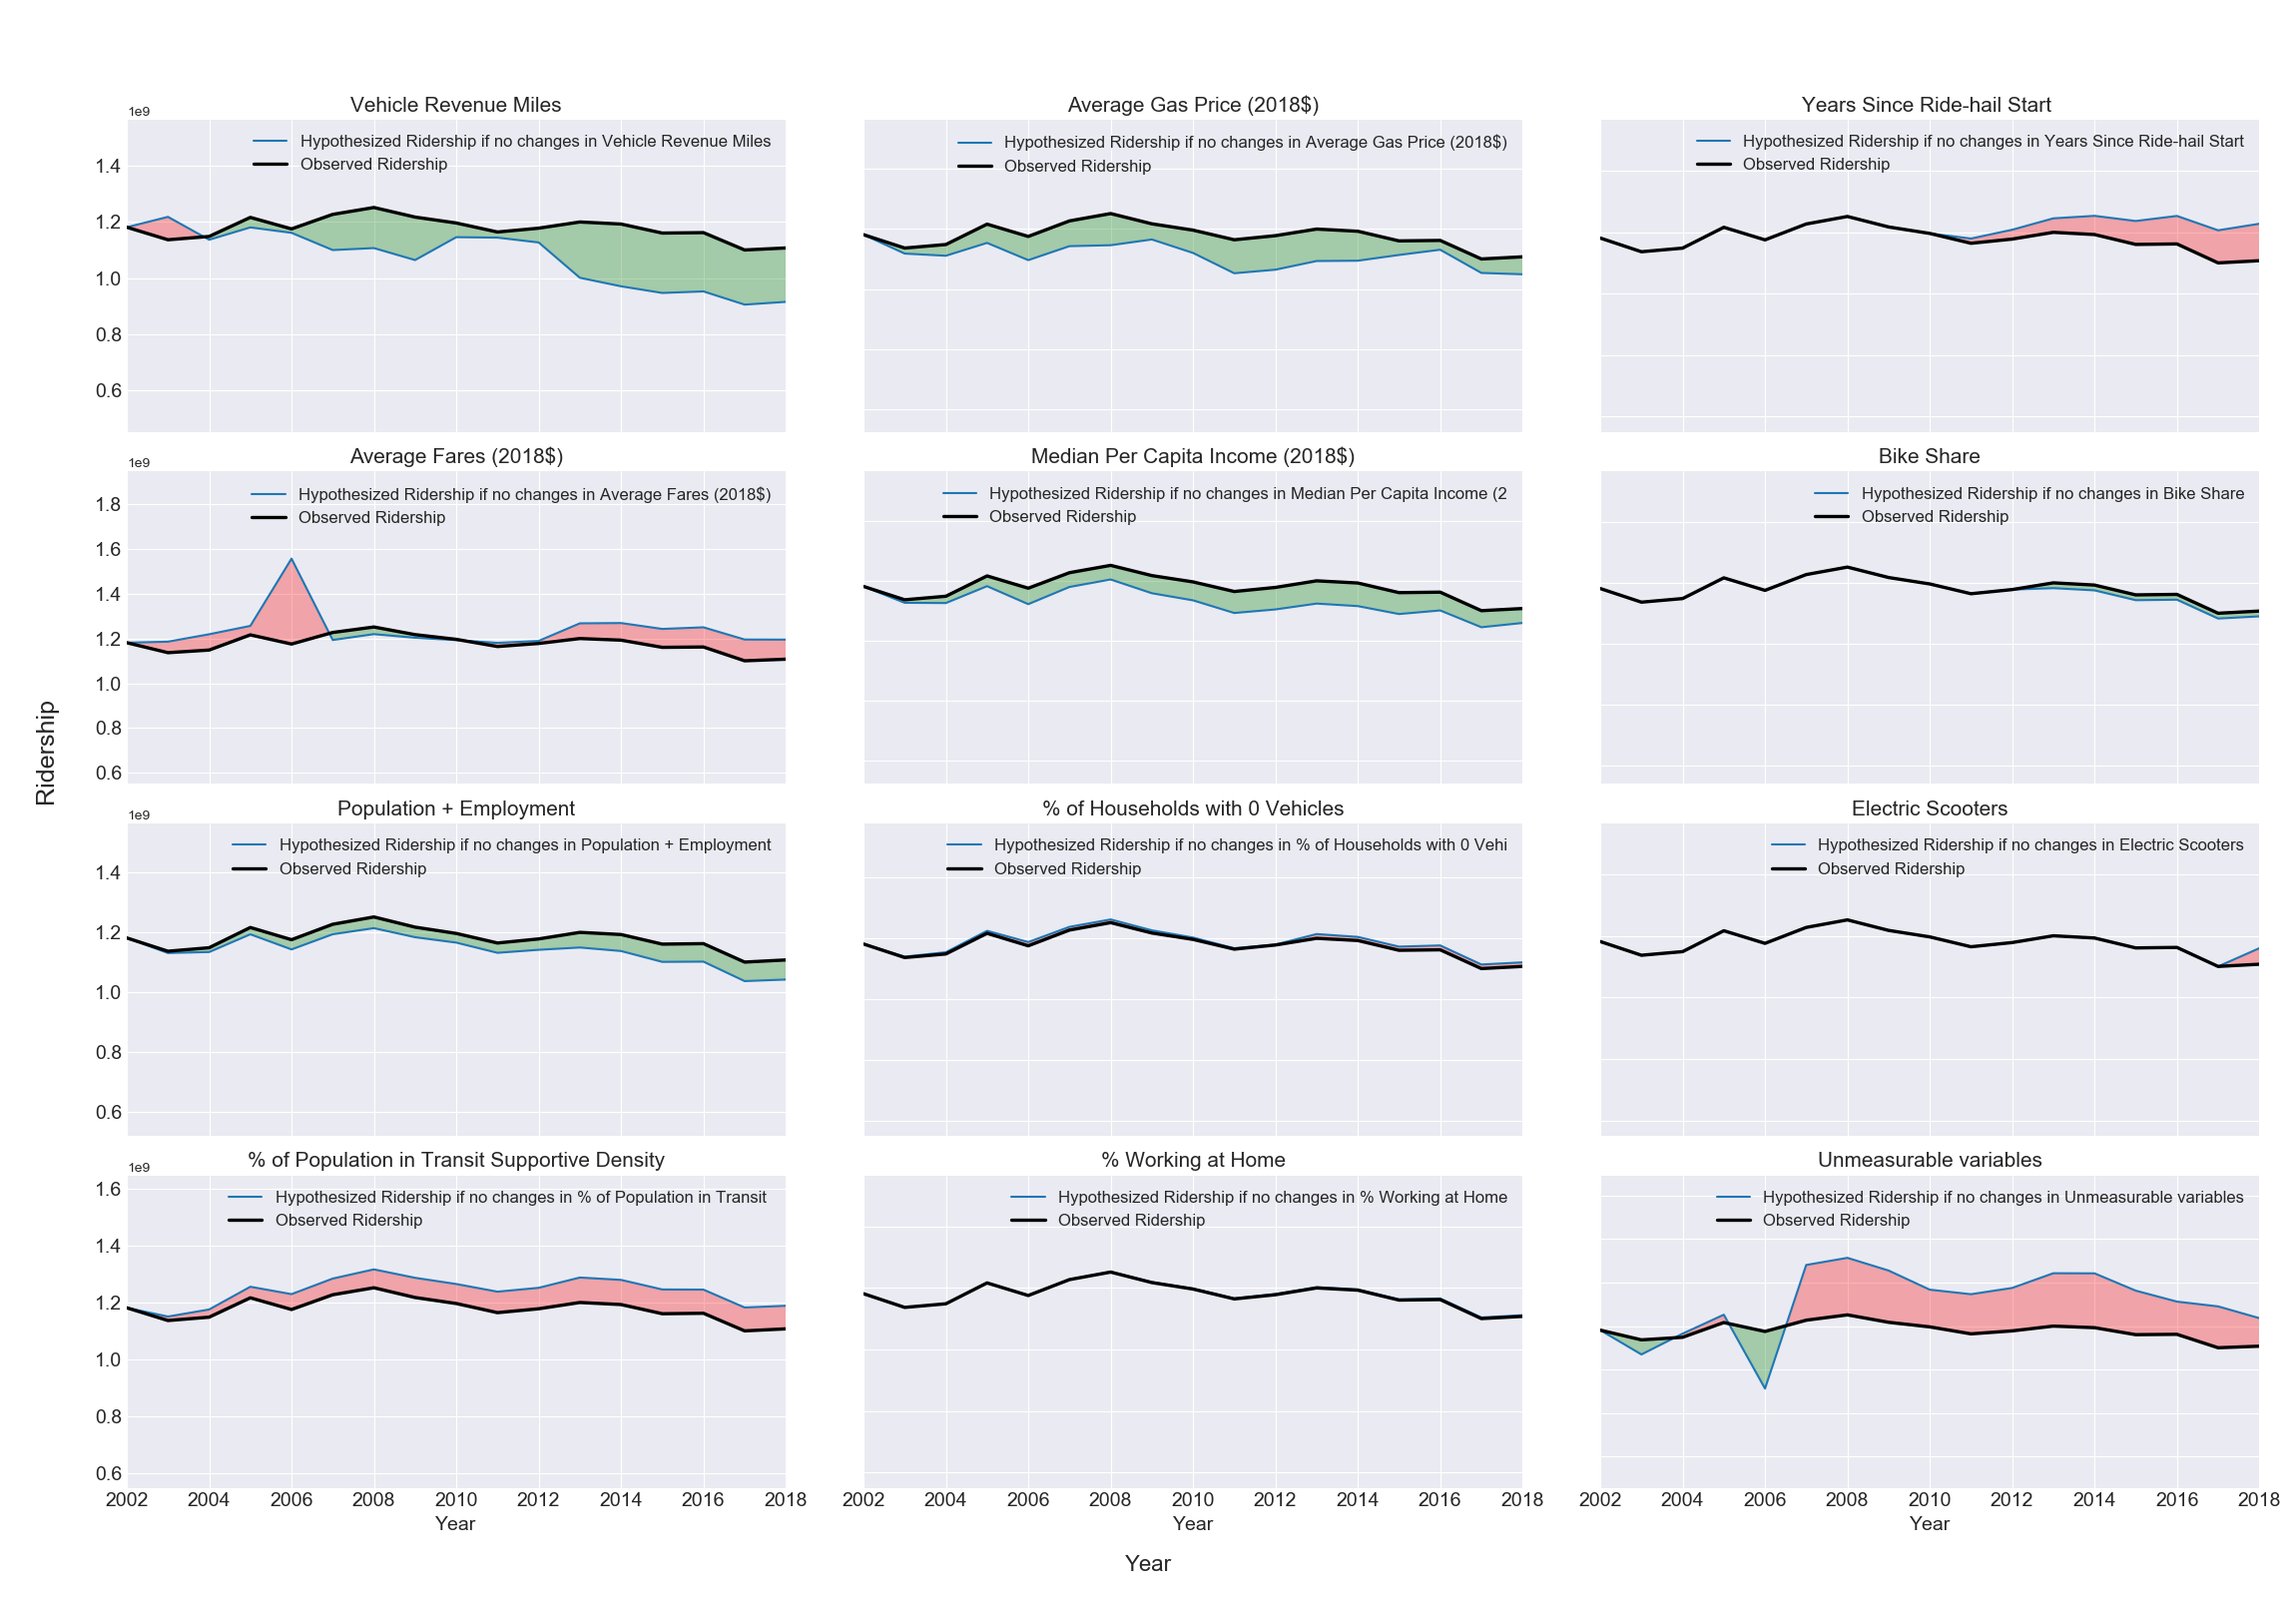 Vehicle Revenue Miles
1e9
Hypothesized Ridership if no changes in Vehicle Revenue Miles
Observed Ridership
1.4
1.2
1.0
0.8
0.6
Average Gas Price (2018$)
Hypothesized Ridership if no changes in Average Gas Price (2018$)
Observed Ridership
Years Since Ride-hail Start
Hypothesized Ridership if no changes in Years Since Ride-hail Start
Observed Ridership
Average Fares (2018$)
1e9
Hypothesized Ridership if no changes in Average Fares (2018$)
Observed Ridership
1.8
1.6
1.4
1.2
1.0
0.8
0.6
Median Per Capita Income (2018$)
Hypothesized Ridership if no changes in Median Per Capita Income (2
Observed Ridership
Bike Share
Hypothesized Ridership if no changes in Bike Share
Observed Ridership
Ridership
Population + Employment
1e9
Hypothesized Ridership if no changes in Population + Employment
Observed Ridership
1.4
1.2
1.0
0.8
0.6
% of Households with 0 Vehicles
Hypothesized Ridership if no changes in % of Households with 0 Vehi
Observed Ridership
Electric Scooters
Hypothesized Ridership if no changes in Electric Scooters
Observed Ridership
% of Population in Transit Supportive Density
1e9
Hypothesized Ridership if no changes in % of Population in Transit
Observed Ridership
1.6
1.4
1.2
1.0
0.8
0.6
2002 2004 2006 2008 2010 2012 2014 2016 2018
Year
% Working at Home
Hypothesized Ridership if no changes in % Working at Home
Observed Ridership
2002 2004 2006 2008 2010 2012 2014 2016 2018
Year
Unmeasurable variables
Hypothesized Ridership if no changes in Unmeasurable variables
Observed Ridership
2002 2004 2006 2008 2010 2012 2014 2016 2018
Year
Year